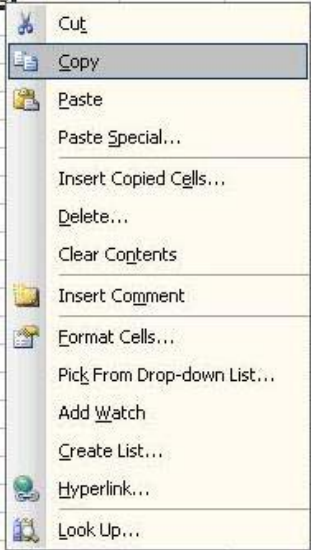 Cut
Copy
Paste
Paste Special...
Insert Copied Cells...
Delete...
Clear Contents
Insert Comment
Format Cells...
Pick From Drop-down List...
Add Watch
Create List...
Hyperlink...
Look Up...